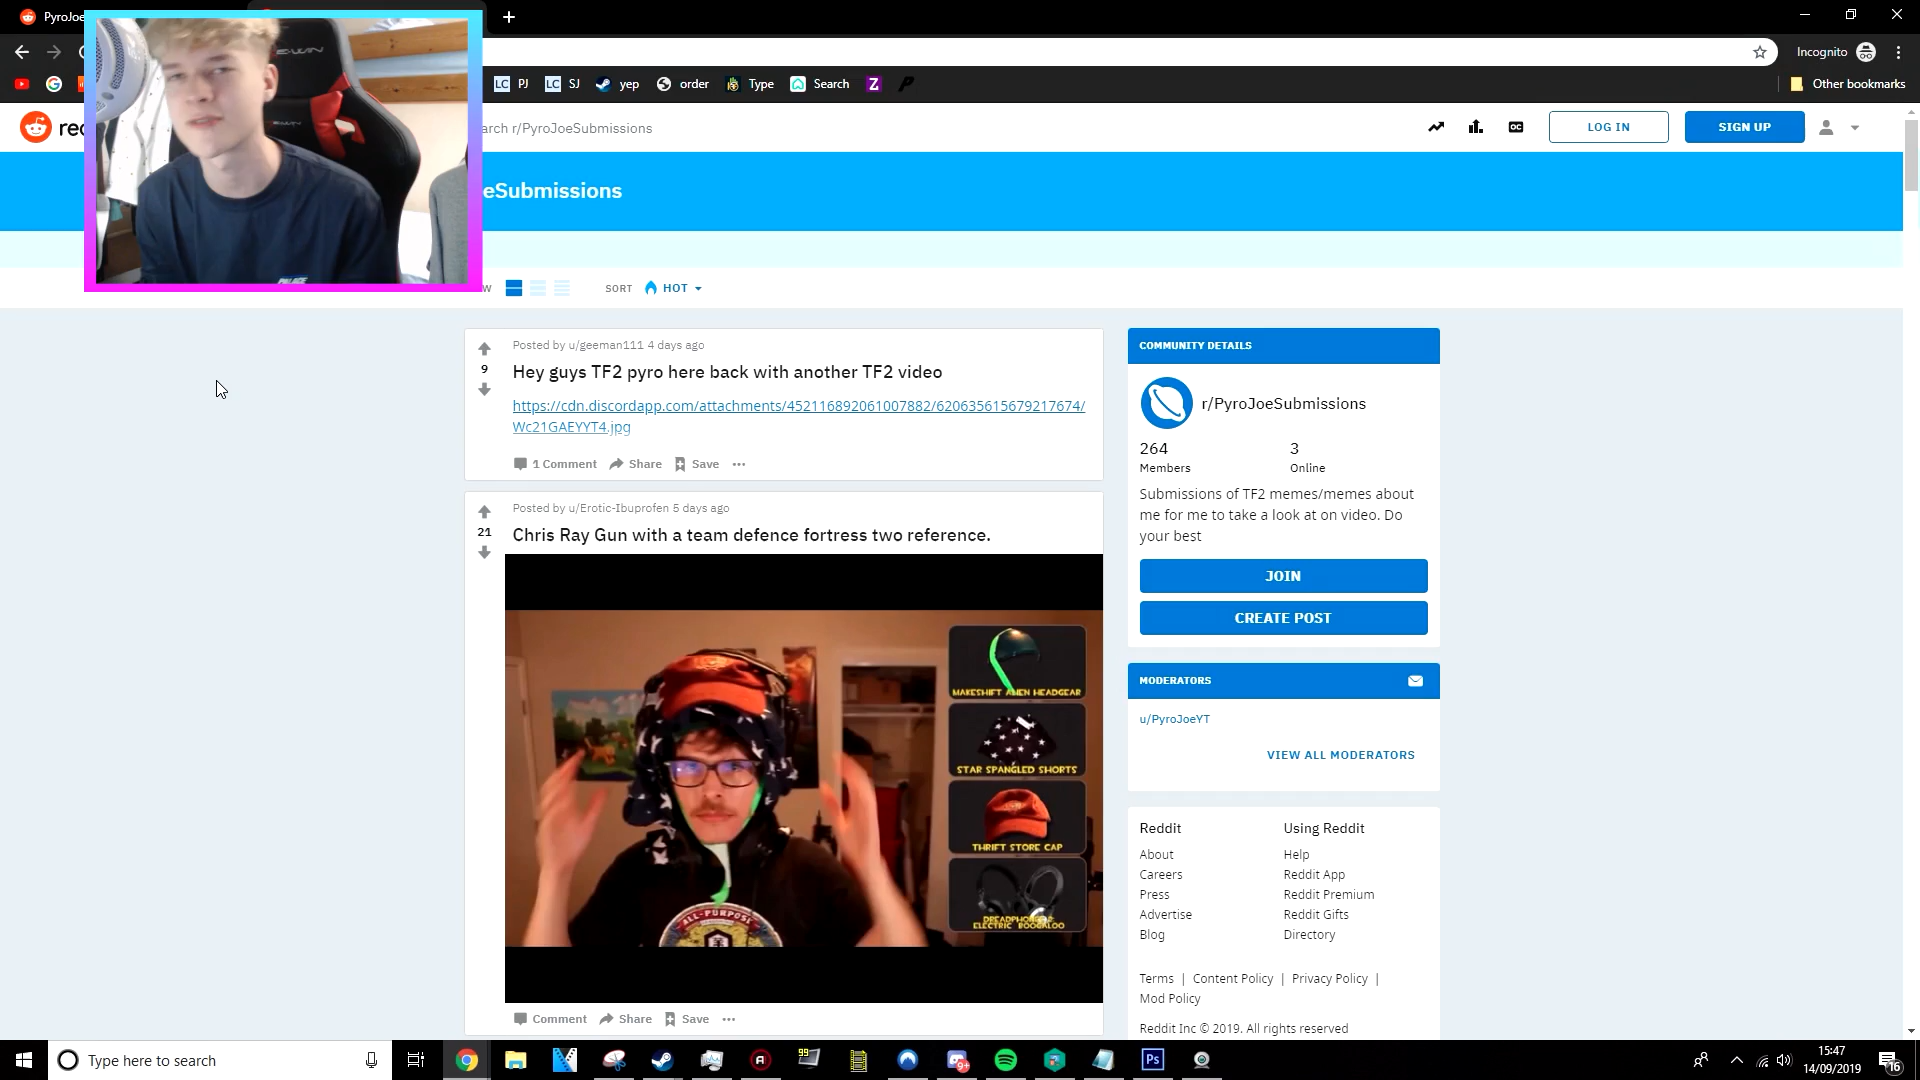 PyroJoe
Incognito
PJ
SJ
yep
order
Type
Search
Other bookmarks
arch r/PyroJoeSubmissions
LOG IN
SIGN UP
eSubmissions
SORT HOT
Posted by u/geeman111 4 days ago
9
Hey guys TF2 pyro here back with another TF2 video
https://cdn.discordapp.com/attachments/452116892061007882/620635615679217674/
Wc21GAEYYT4.jpg
1 Comment Share Save
Posted by u/Erotic-Ibuprofen 5 days ago
21
Chris Ray Gun with a team defence fortress two reference.
MAKESHIFT ALIEN HEADGEAR
STAR SPANGLED SHORTS
THRIFT STORE CAP
ELECTRIC BOOGALOO
ALL-PURPOSE
Comment Share Save
COMMUNITY DETAILS
r/PyroJoeSubmissions
264 3
Members Online
Submissions of TF2 memes/memes about
me for me to take a look at on video. Do
your best
JOIN
CREATE POST
MODERATORS
u/PyroJoeYT
VIEW ALL MODERATORS
Reddit Using Reddit
About Help
Careers Reddit App
Press Reddit Premium
Advertise Reddit Gifts
Blog Directory
Terms | Content Policy | Privacy Policy |
Mod Policy
Reddit Inc © 2019. All rights reserved
Type here to search
15:47
14/09/2019
16